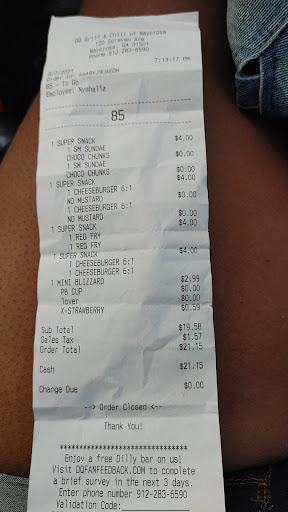 DQ Grill & Chill of Waycross
120 Screven Ave
Waycross, GA 31501
Phone 912-283-6590
7:13:17 PM
85 - To Go
Employee: Nyshalla
85
1 SUPER SNACK $4.00
1 SM SUNDAE
CHOCO CHUNKS $0.00
1 SM SUNDAE
CHOCO CHUNKS $0.00
1 SUPER SNACK $4.00
1 CHEESEBURGER 6:1
NO MUSTARD $0.00
1 CHEESEBURGER 6:1
NO MUSTARD $0.00
1 SUPER SNACK $4.00
1 REG FRY
1 REG FRY
1 SUPER SNACK $4.00
1 CHEESEBURGER 6:1
1 CHEESEBURGER 6:1
1 MINI BLIZZARD $2.99
PB CUP $0.00
lover $0.00
X-STRAWBERRY $0.59
Sub Total $19.58
Sales Tax $1.57
Order Total $21.15
Cash $21.15
Change Due $0.00
--> Order Closed <--
Thank You!
********************************
Enjoy a free Dilly bar on us!
Visit DQFANFEEDBACK.COM to complete
a brief survey in the next 3 days.
Enter phone number 912-283-6590
Validation Code: